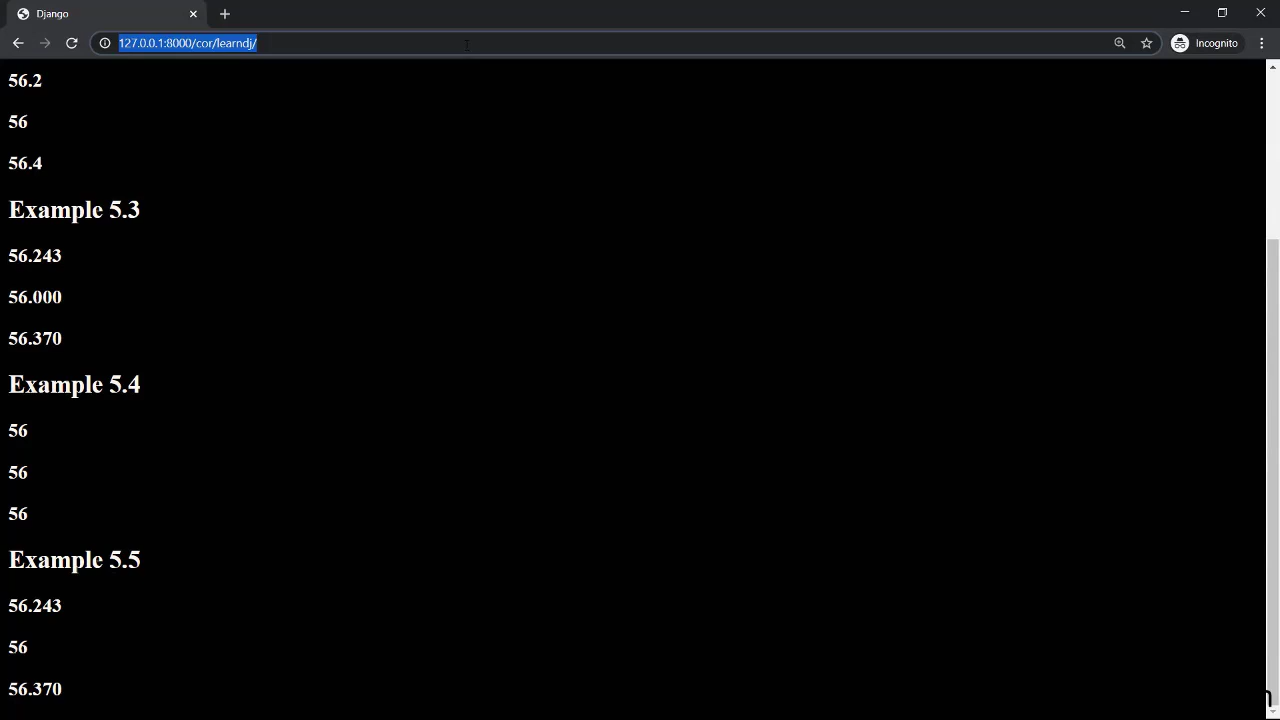 Django
127.0.0.1:8000/cor/learndj/
Incognito
56.2
56
56.4
Example 5.3
56.243
56.000
56.370
Example 5.4
56
56
56
Example 5.5
56.243
56
56.370